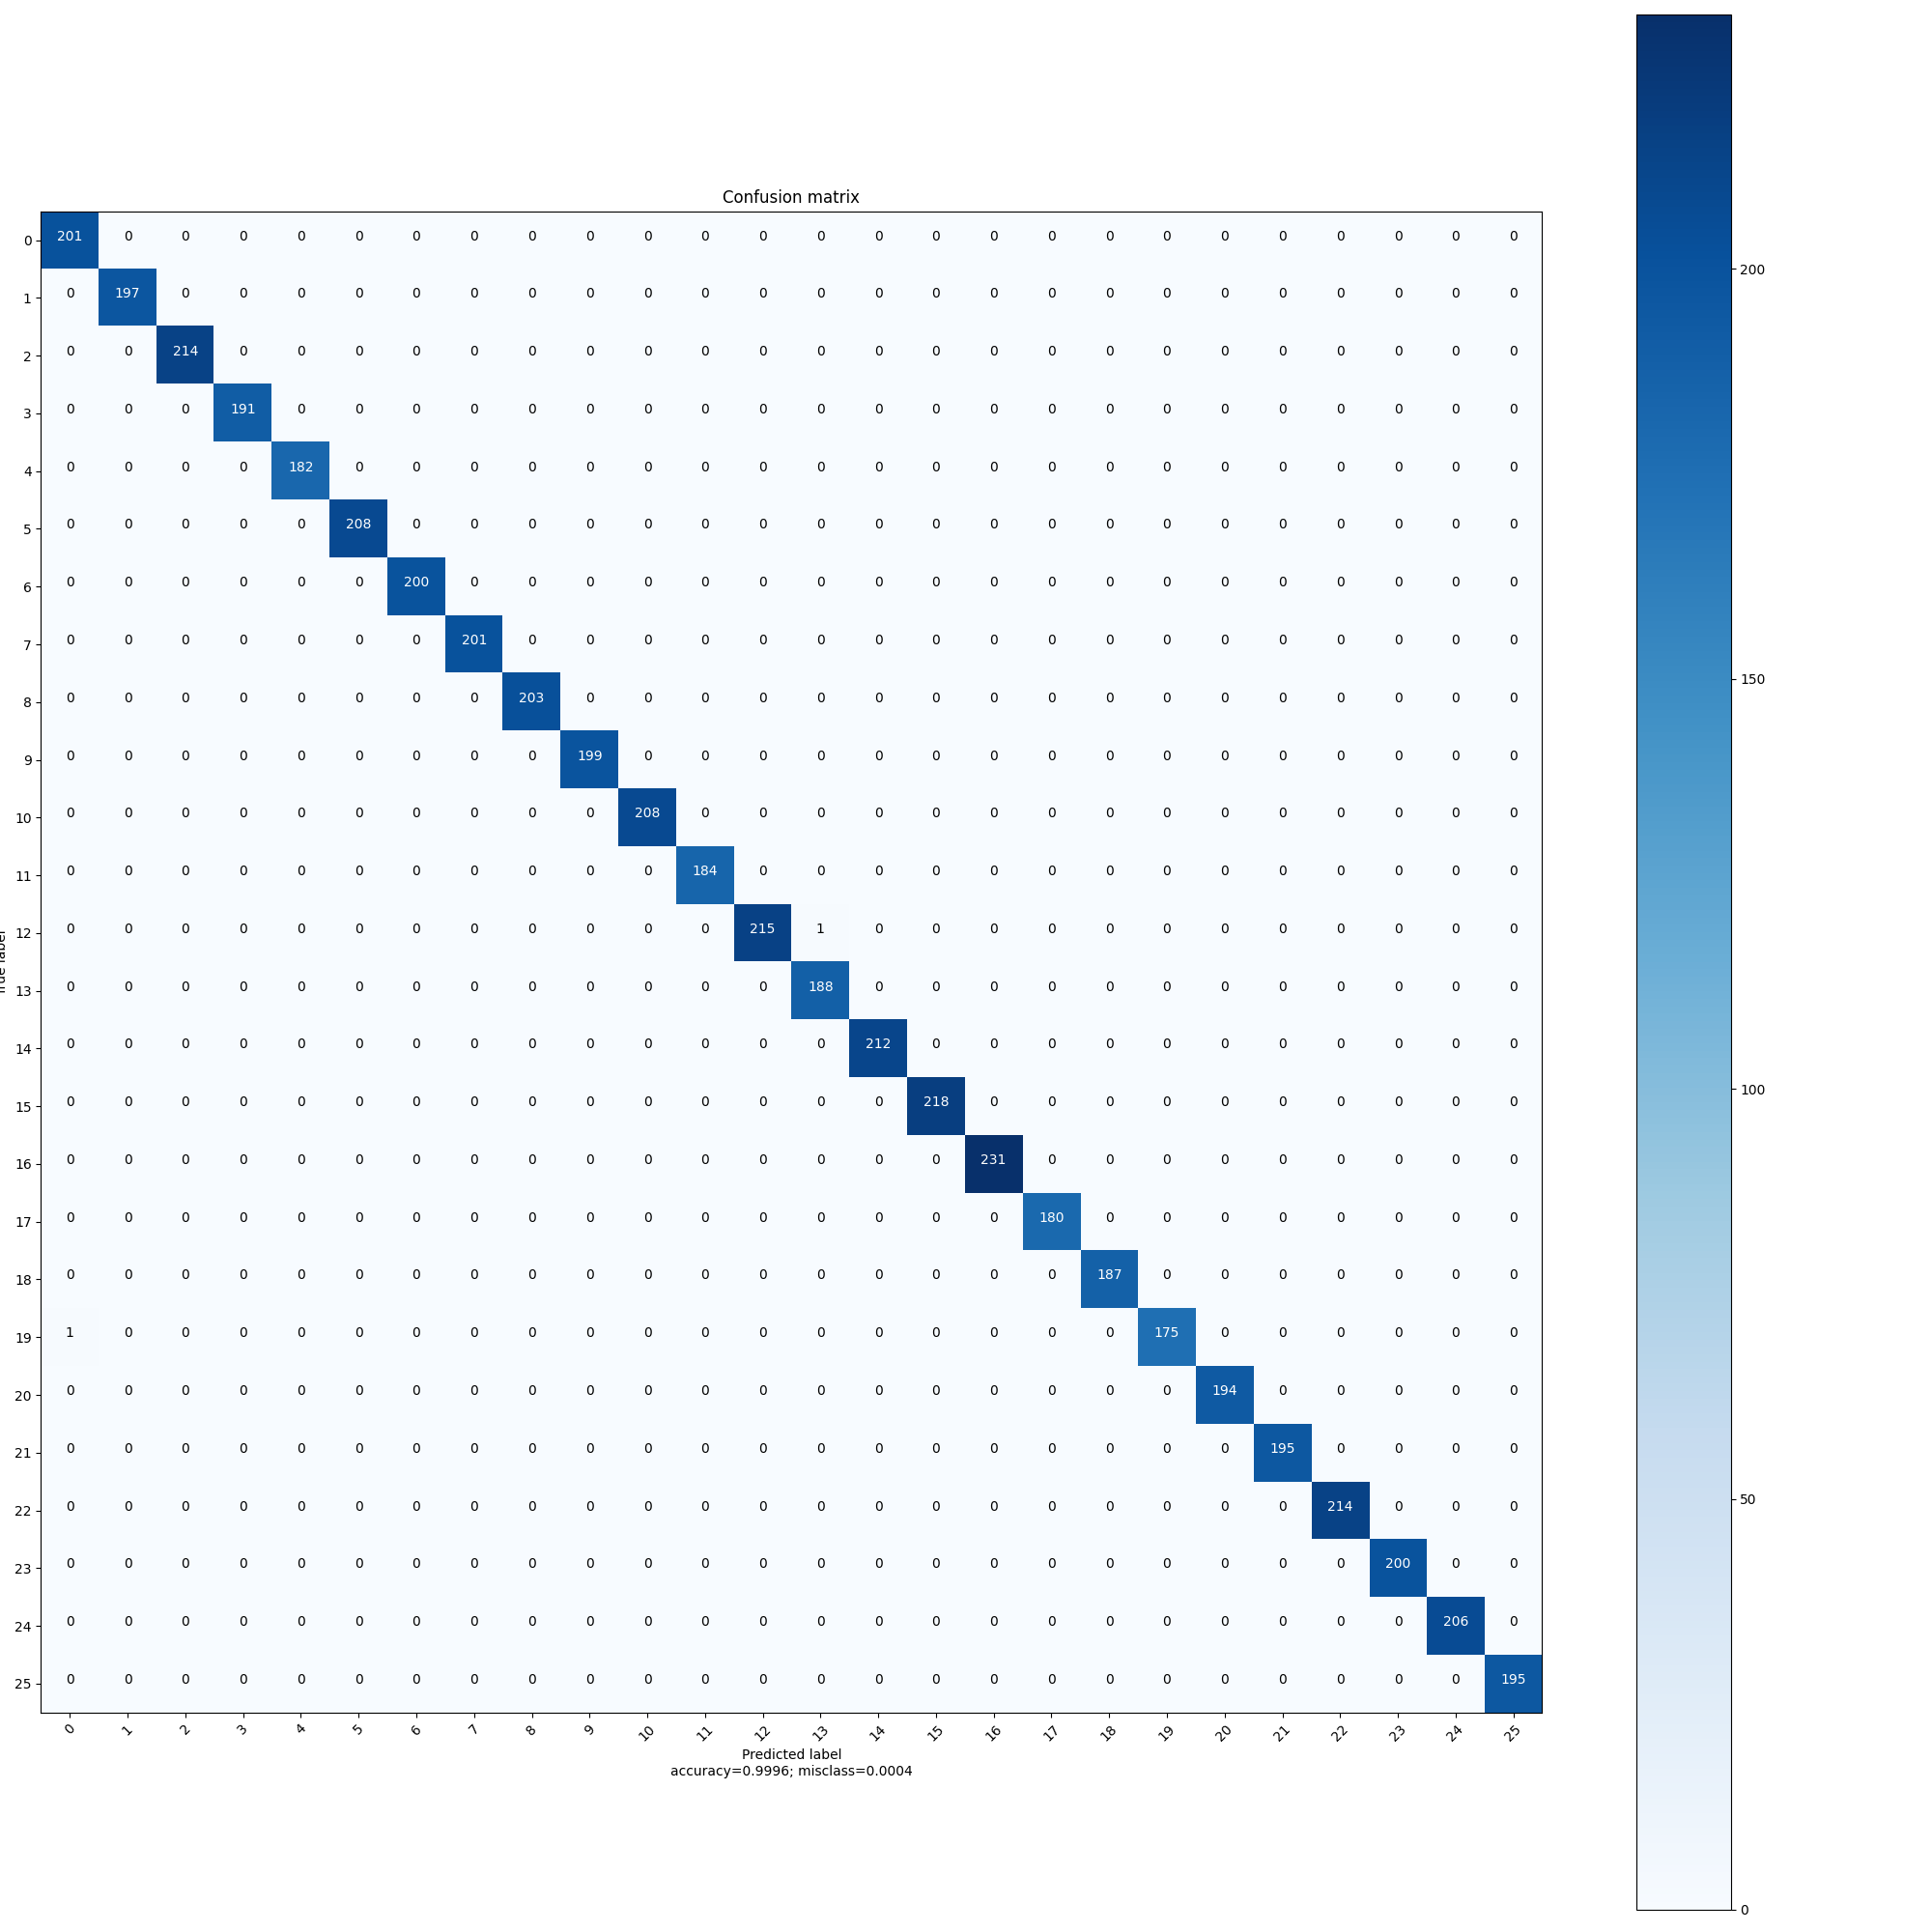 Confusion matrix
0 201 0 0 0 0 0 0 0 0 0 0 0 0 0 0 0 0 0 0 0 0 0 0 0 0 0
1 0 197 0 0 0 0 0 0 0 0 0 0 0 0 0 0 0 0 0 0 0 0 0 0 0 0
2 0 0 214 0 0 0 0 0 0 0 0 0 0 0 0 0 0 0 0 0 0 0 0 0 0 0
3 0 0 0 191 0 0 0 0 0 0 0 0 0 0 0 0 0 0 0 0 0 0 0 0 0 0
4 0 0 0 0 182 0 0 0 0 0 0 0 0 0 0 0 0 0 0 0 0 0 0 0 0 0
5 0 0 0 0 0 208 0 0 0 0 0 0 0 0 0 0 0 0 0 0 0 0 0 0 0 0
6 0 0 0 0 0 0 200 0 0 0 0 0 0 0 0 0 0 0 0 0 0 0 0 0 0 0
7 0 0 0 0 0 0 0 201 0 0 0 0 0 0 0 0 0 0 0 0 0 0 0 0 0 0
8 0 0 0 0 0 0 0 0 203 0 0 0 0 0 0 0 0 0 0 0 0 0 0 0 0 0
9 0 0 0 0 0 0 0 0 0 199 0 0 0 0 0 0 0 0 0 0 0 0 0 0 0 0
10 0 0 0 0 0 0 0 0 0 0 208 0 0 0 0 0 0 0 0 0 0 0 0 0 0 0
11 0 0 0 0 0 0 0 0 0 0 0 184 0 0 0 0 0 0 0 0 0 0 0 0 0 0
12 0 0 0 0 0 0 0 0 0 0 0 0 215 1 0 0 0 0 0 0 0 0 0 0 0 0
13 0 0 0 0 0 0 0 0 0 0 0 0 0 188 0 0 0 0 0 0 0 0 0 0 0 0
14 0 0 0 0 0 0 0 0 0 0 0 0 0 0 212 0 0 0 0 0 0 0 0 0 0 0
15 0 0 0 0 0 0 0 0 0 0 0 0 0 0 0 218 0 0 0 0 0 0 0 0 0 0
16 0 0 0 0 0 0 0 0 0 0 0 0 0 0 0 0 231 0 0 0 0 0 0 0 0 0
17 0 0 0 0 0 0 0 0 0 0 0 0 0 0 0 0 0 180 0 0 0 0 0 0 0 0
18 0 0 0 0 0 0 0 0 0 0 0 0 0 0 0 0 0 0 187 0 0 0 0 0 0 0
19 1 0 0 0 0 0 0 0 0 0 0 0 0 0 0 0 0 0 0 175 0 0 0 0 0 0
20 0 0 0 0 0 0 0 0 0 0 0 0 0 0 0 0 0 0 0 0 194 0 0 0 0 0
21 0 0 0 0 0 0 0 0 0 0 0 0 0 0 0 0 0 0 0 0 0 195 0 0 0 0
22 0 0 0 0 0 0 0 0 0 0 0 0 0 0 0 0 0 0 0 0 0 0 214 0 0 0
23 0 0 0 0 0 0 0 0 0 0 0 0 0 0 0 0 0 0 0 0 0 0 0 200 0 0
24 0 0 0 0 0 0 0 0 0 0 0 0 0 0 0 0 0 0 0 0 0 0 0 0 206 0
25 0 0 0 0 0 0 0 0 0 0 0 0 0 0 0 0 0 0 0 0 0 0 0 0 0 195
0 1 2 3 4 5 6 7 8 9 10 11 12 13 14 15 16 17 18 19 20 21 22 23 24 25
Predicted label
accuracy=0.9996; misclass=0.0004
200
150
100
50
0